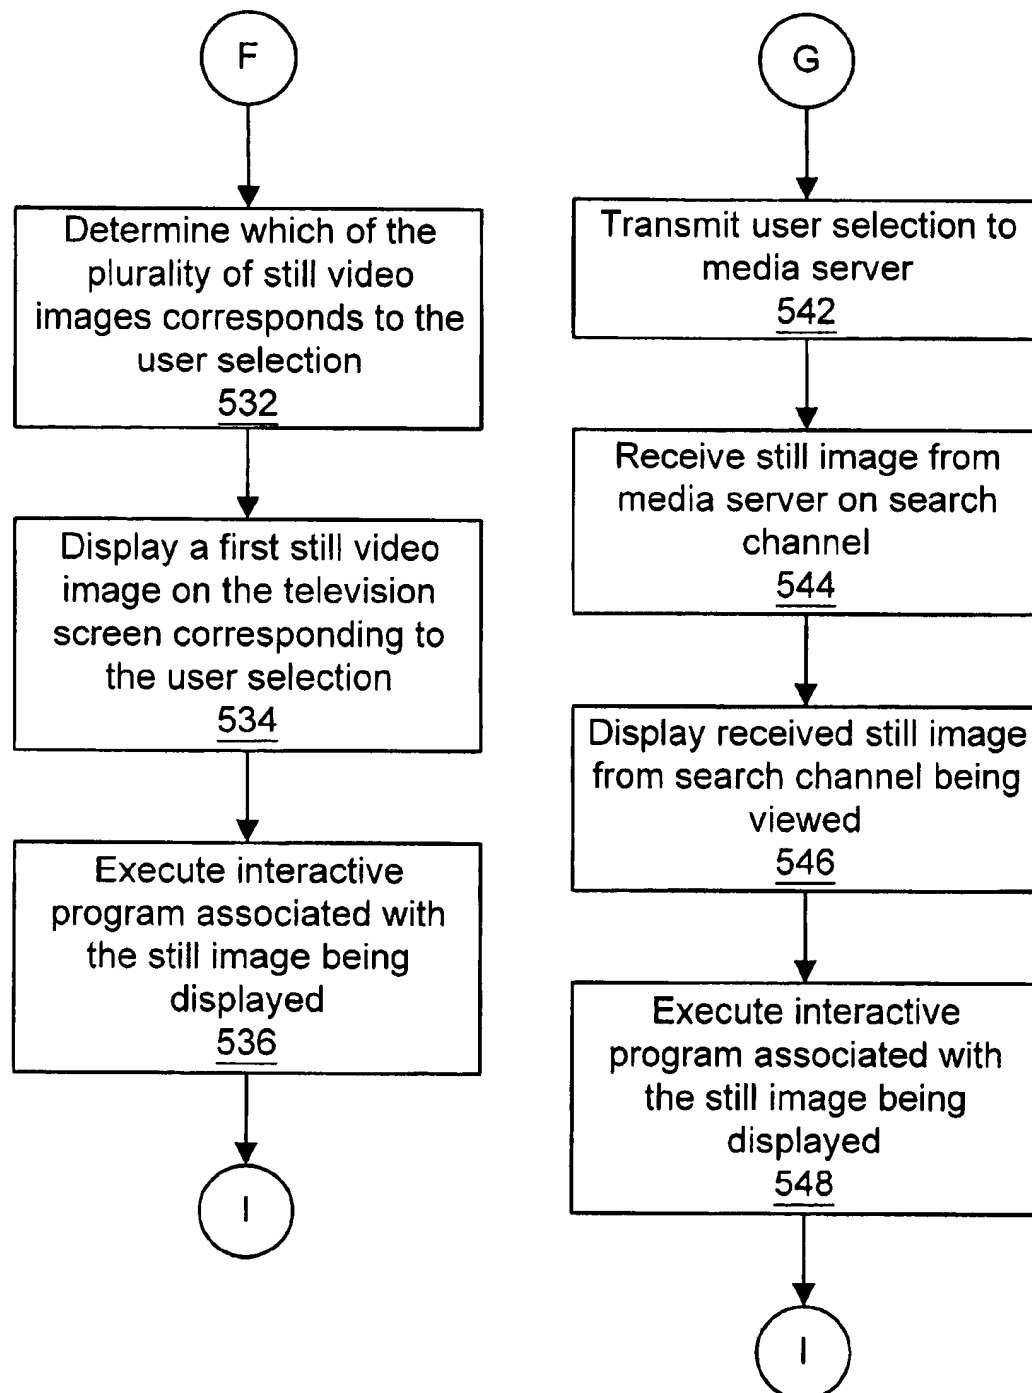 F
Determine which of the
plurality of still video
images corresponds to the
user selection
532
Display a first still video
image on the television
screen corresponding to
the user selection
534
Execute interactive
program associated with
the still image being
displayed
536
I
G
Transmit user selection to
media server
542
Receive still image from
media server on search
channel
544
Display received still image
from search channel being
viewed
546
Execute interactive
program associated with
the still image being
displayed
548
I